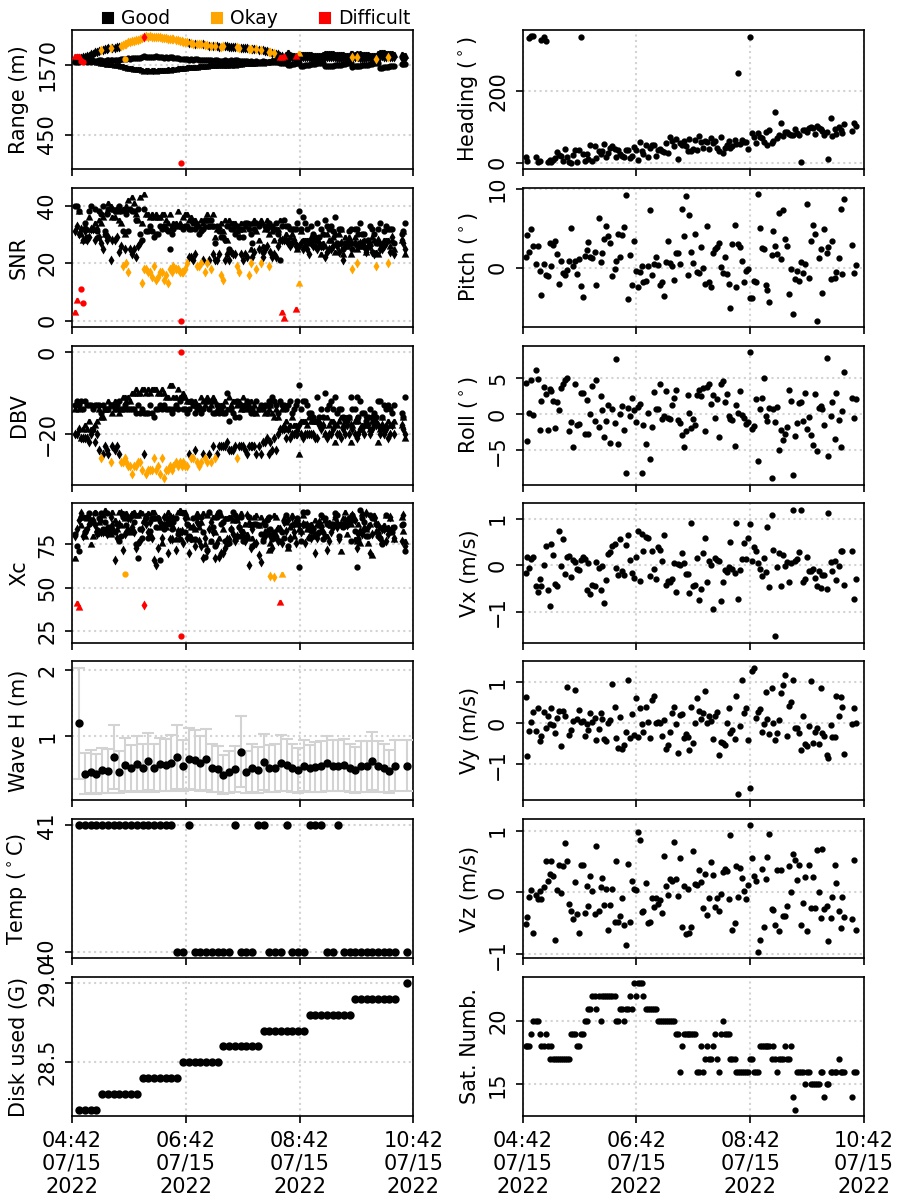 Good Okay Difficult
Range (m)
1570
450
Heading (°)
200
0
SNR
40
20
0
Pitch (°)
10
0
DBV
0
−20
Roll (°)
5
0
−5
Xc
75
50
25
Vx (m/s)
1
0
−1
Wave H (m)
2
1
Vy (m/s)
1
0
−1
Temp (°C)
41
40
Vz (m/s)
1
0
−1
Disk used (G)
29.0
28.5
Sat. Numb.
20
15
04:42 06:42 08:42 10:42
07/15 07/15 07/15 07/15
2022 2022 2022 2022
04:42 06:42 08:42 10:42
07/15 07/15 07/15 07/15
2022 2022 2022 2022